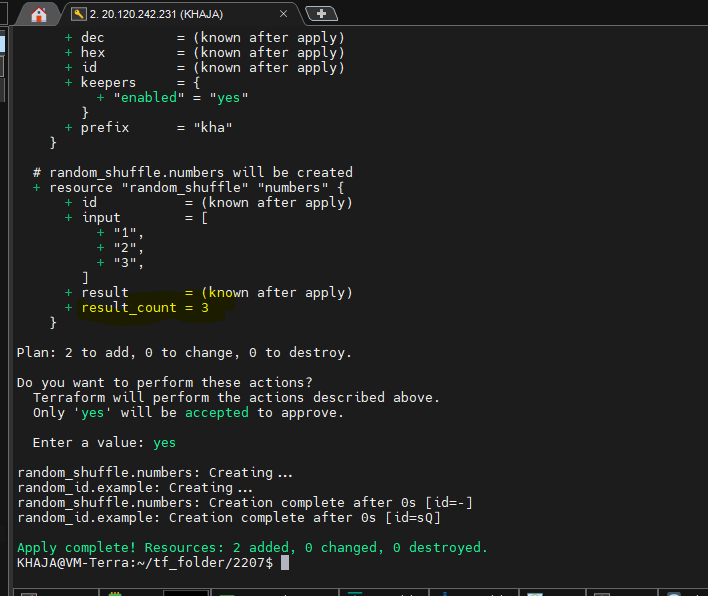 2. 20.120.242.231 (KHAJA)
+ dec         = (known after apply)
+ hex         = (known after apply)
+ id          = (known after apply)
+ keepers     = {
+ "enabled" = "yes"
}
+ prefix      = "kha"
}
# random_shuffle.numbers will be created
+ resource "random_shuffle" "numbers" {
+ id           = (known after apply)
+ input        = [
+ "1",
+ "2",
+ "3",
]
+ result       = (known after apply)
+ result_count = 3
}
Plan: 2 to add, 0 to change, 0 to destroy.
Do you want to perform these actions?
Terraform will perform the actions described above.
Only 'yes' will be accepted to approve.
Enter a value: yes
random_shuffle.numbers: Creating...
random_id.example: Creating...
random_shuffle.numbers: Creation complete after 0s [id=-]
random_id.example: Creation complete after 0s [id=sQ]
Apply complete! Resources: 2 added, 0 changed, 0 destroyed.
KHAJA@VM-Terra:~/tf_folder/2207$